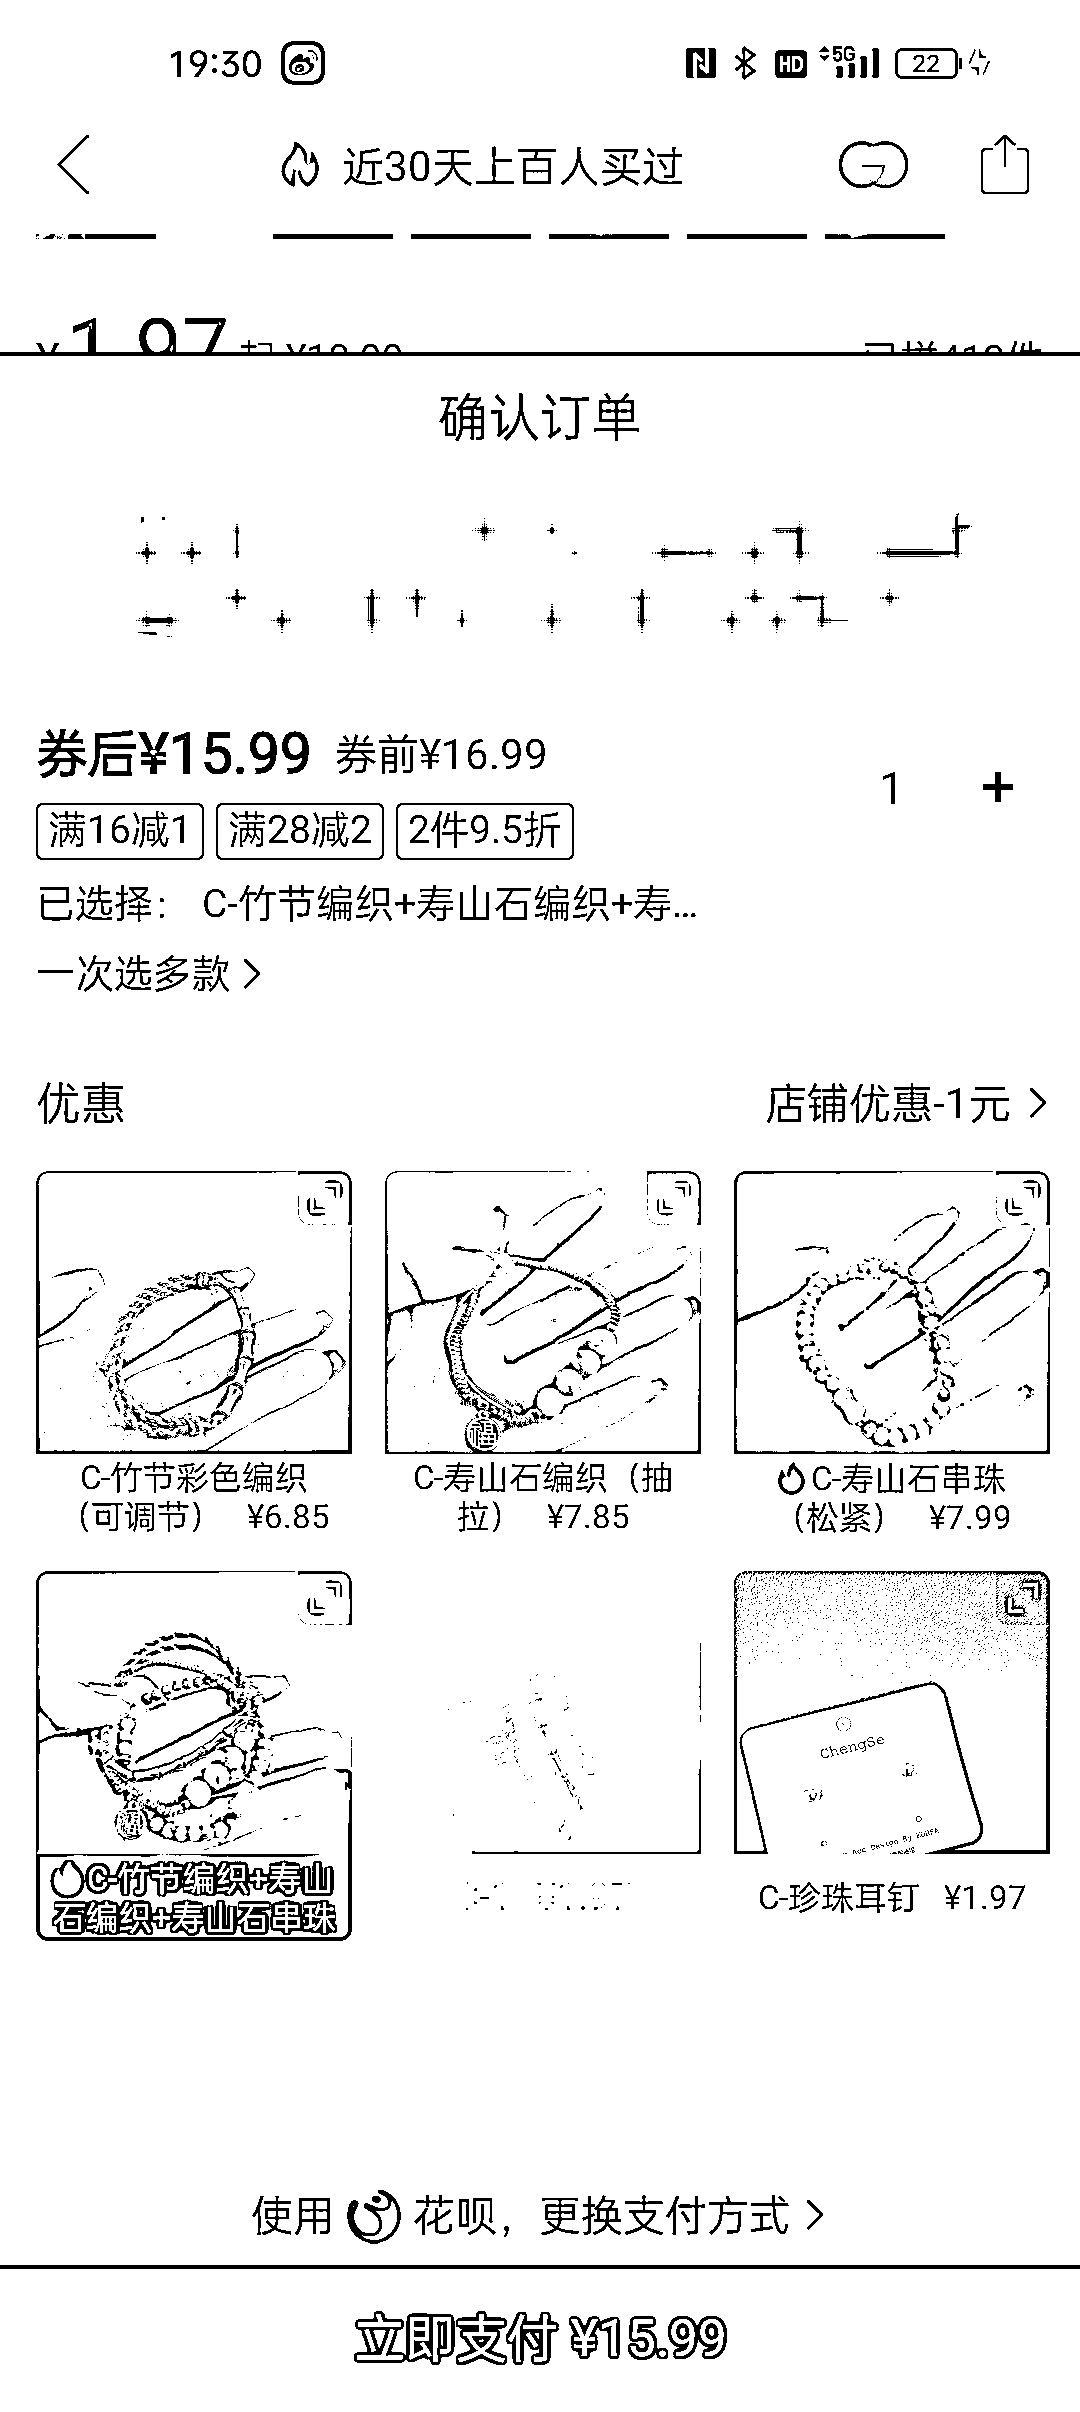 19:30 HD 5G 22
近30天上百人买过
¥1.97
确认订单
券后¥15.99 券前¥16.99
1 +
满16减1 满28减2 2件9.5折
已选择： C-竹节编织+寿山石编织+寿...
一次选多款 >
优惠 店铺优惠-1元 >
福
C-竹节彩色编织
（可调节） ¥6.85
C-寿山石编织（抽
拉） ¥7.85
C-寿山石串珠
（松紧） ¥7.99
ChengSe
C-竹节编织+寿山
石编织+寿山石串珠
C-珍珠耳钉 ¥1.97
使用 花呗，更换支付方式 >
立即支付 ¥15.99